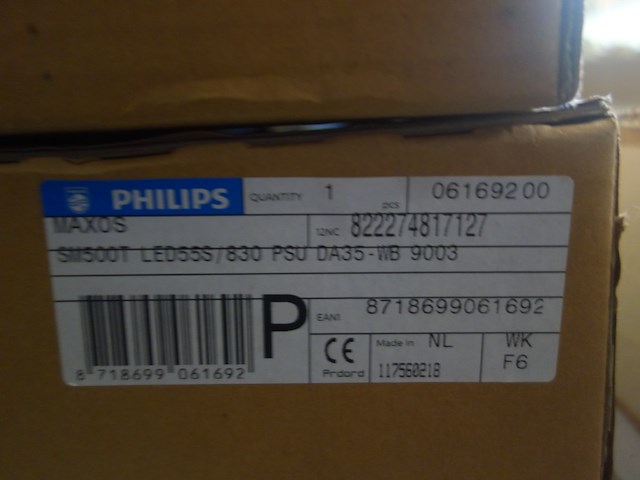 PHILIPS QUANTITY 1 PCS 06169200
MAXOS 12NC 822274817127
SM500T LED55S/830 PSU DA35-WB 9003
P EAN1 8718699061692
CE Made in NL WK
8 718699 061692 Prdord 117560218 F6